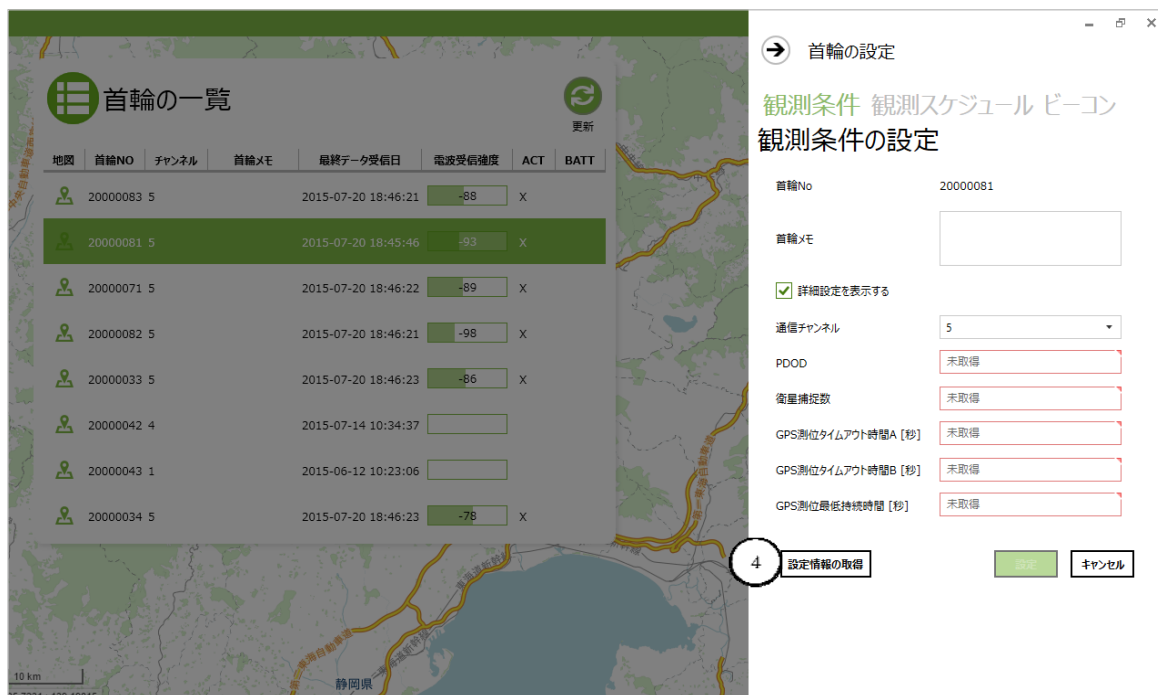 首輪の一覧
更新
地図 首輪NO チャンネル 首輪メモ 最終データ受信日 電波受信強度 ACT BATT
20000083 5 2015-07-20 18:46:21 -88 X
20000081 5 2015-07-20 18:45:46 -93 X
20000071 5 2015-07-20 18:46:22 -89 X
20000082 5 2015-07-20 18:46:21 -98 X
20000033 5 2015-07-20 18:46:23 -86 X
20000042 4 2015-07-14 10:34:37
20000043 1 2015-06-12 10:23:06
20000034 5 2015-07-20 18:46:23 -78 X
10 km
静岡県
首輪の設定
観測条件 観測スケジュール ビーコン
観測条件の設定
首輪No 20000081
首輪メモ
詳細設定を表示する
通信チャンネル 5
PDOD 未取得
衛星捕捉数 未取得
GPS測位タイムアウト時間A [秒] 未取得
GPS測位タイムアウト時間B [秒] 未取得
GPS測位最低持続時間 [秒] 未取得
4 設定情報の取得 設定 キャンセル